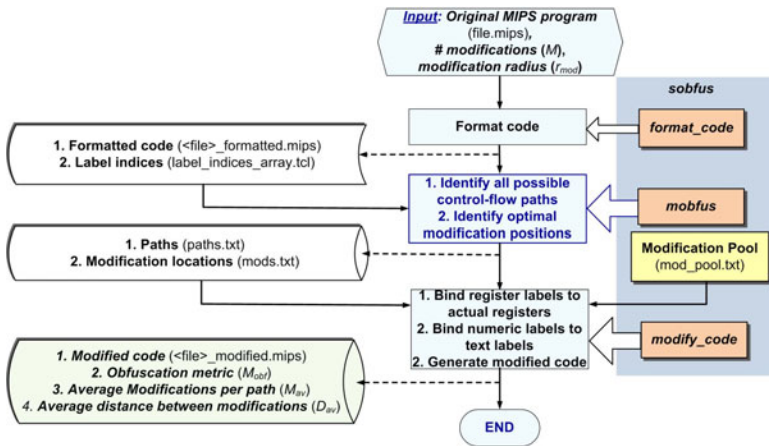 Input: Original MIPS program
(file.mips),
# modifications (M),
modification radius (r_mod)
sobfus
Format code
format_code
1. Formatted code (<file>_formatted.mips)
2. Label indices (label_indices_array.tcl)
1. Identify all possible
control-flow paths
2. Identify optimal
modification positions
mobfus
1. Paths (paths.txt)
2. Modification locations (mods.txt)
Modification Pool
(mod_pool.txt)
1. Bind register labels to
actual registers
2. Bind numeric labels to
text labels
2. Generate modified code
modify_code
1. Modified code (<file>_modified.mips)
2. Obfuscation metric (M_obf)
3. Average Modifications per path (M_av)
4. Average distance between modifications (D_av)
END